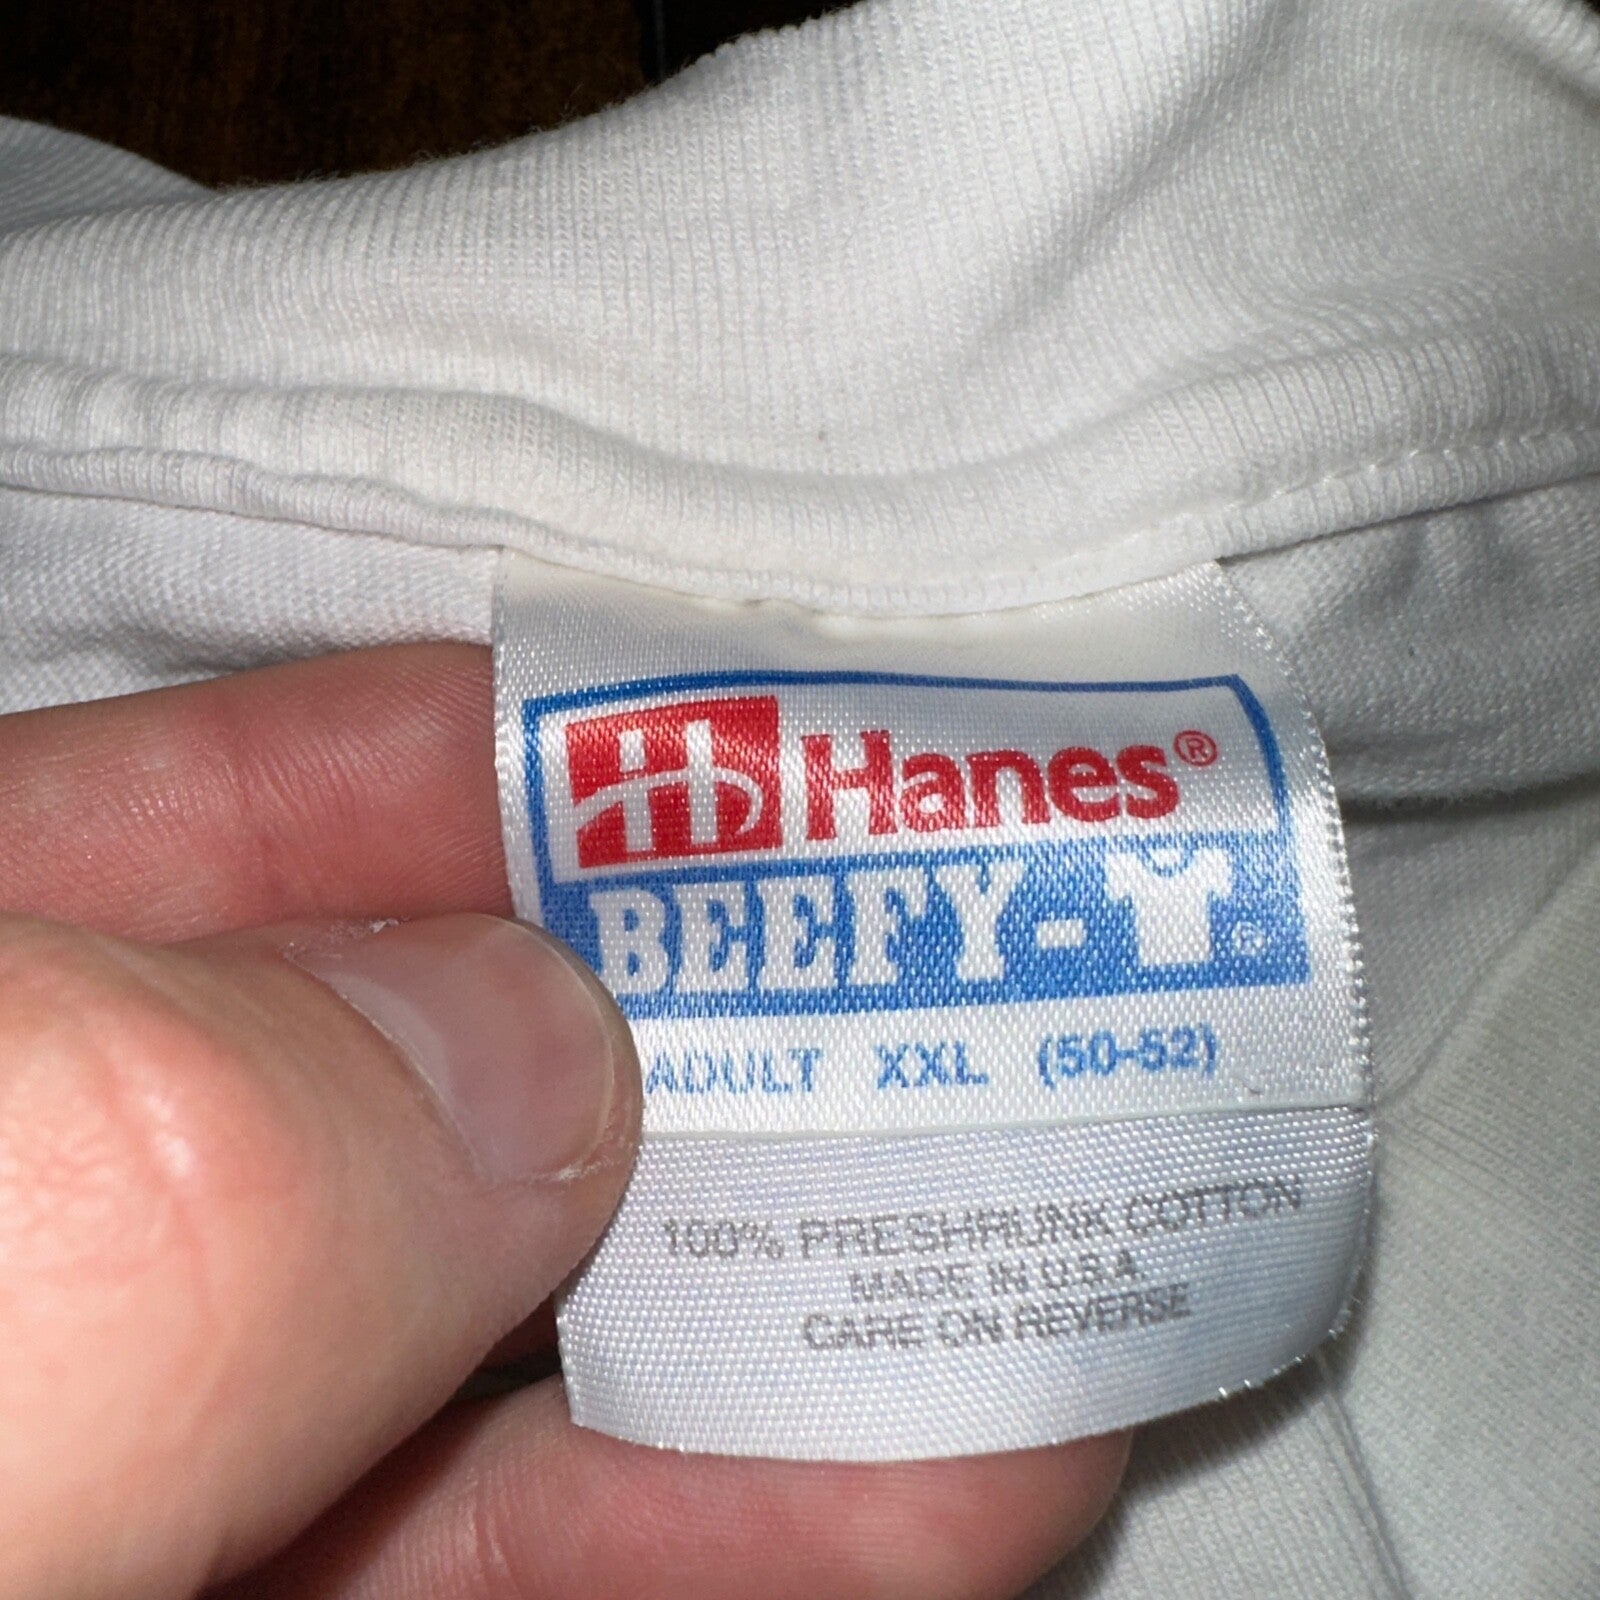 H Hanes®
BEEFY-T®
ADULT XXL (50-52)
100% PRESHRUNK COTTON
MADE IN U.S.A.
CARE ON REVERSE